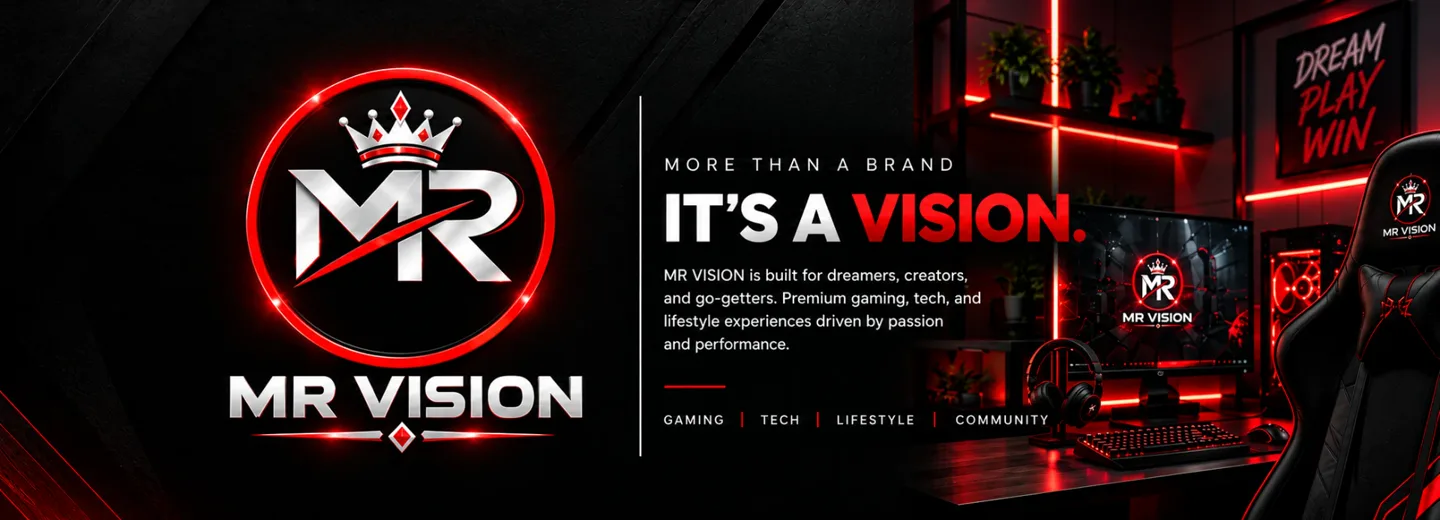 MR
MR VISION
MORE THAN A BRAND
IT'S A VISION.
MR VISION is built for dreamers, creators,
and go-getters. Premium gaming, tech, and
lifestyle experiences driven by passion
and performance.
GAMING | TECH | LIFESTYLE | COMMUNITY
DREAM
PLAY
WIN
MR
MR VISION
MR
MR VISION